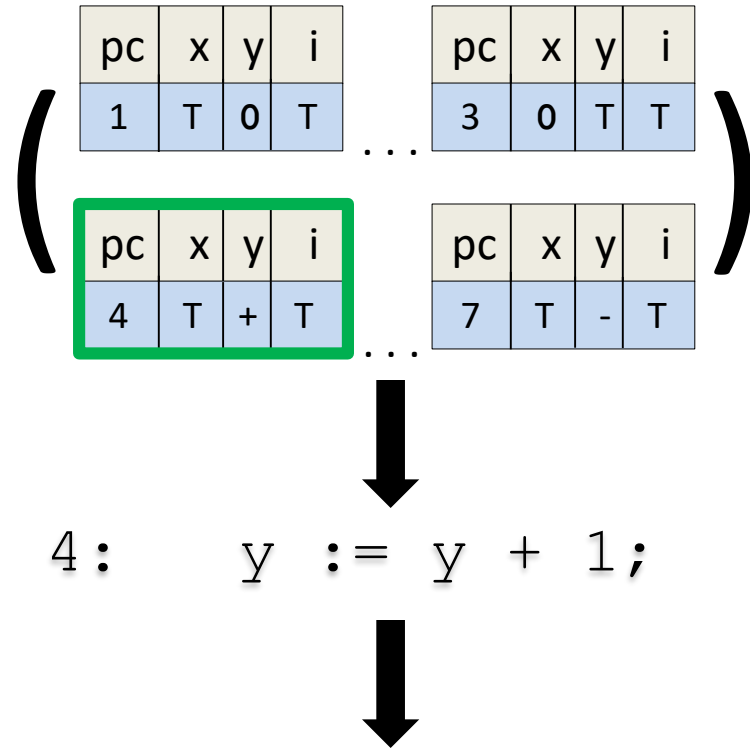 pc x y i pc x y i
1 T 0 T ... 3 0 T T
pc x y i pc x y i
4 T + T ... 7 T - T
4: y := y + 1;